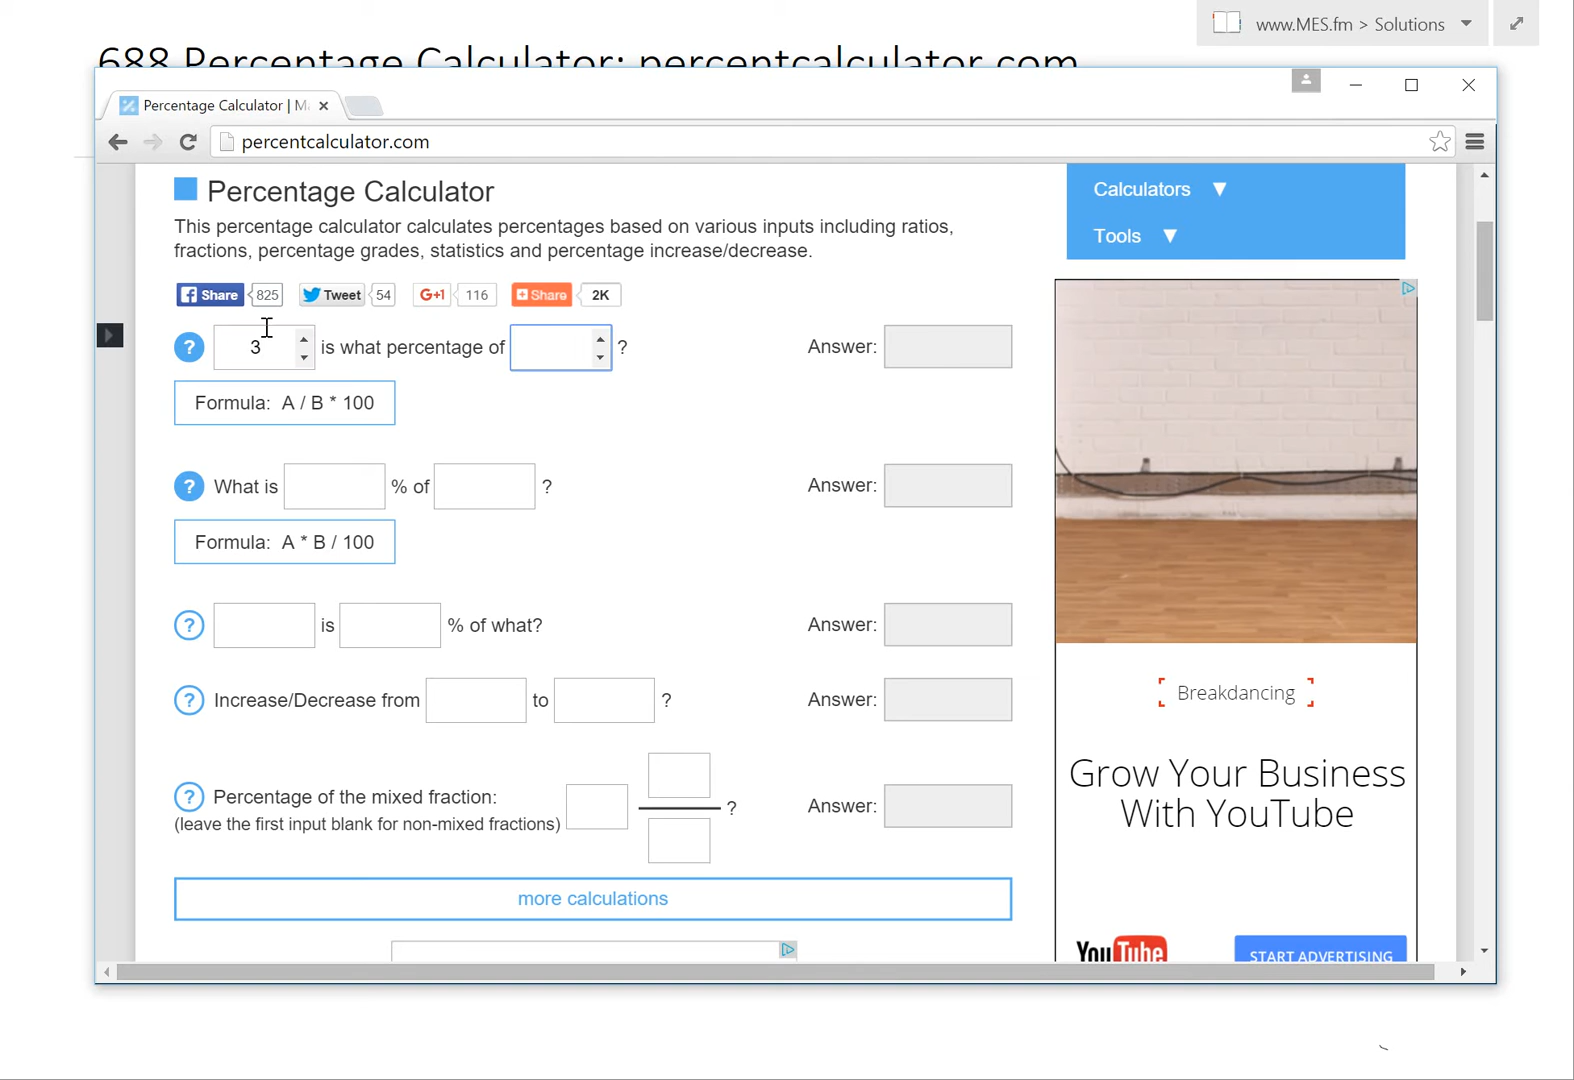 www.MES.fm > Solutions
688 Percentage Calculator: percentcalculator.com
Percentage Calculator | Ma
percentcalculator.com
Percentage Calculator
This percentage calculator calculates percentages based on various inputs including ratios,
fractions, percentage grades, statistics and percentage increase/decrease.
Share 825 Tweet 54 G+1 116 Share 2K
? 3 is what percentage of ? Answer:
Formula: A / B * 100
? What is % of ? Answer:
Formula: A * B / 100
? is % of what? Answer:
? Increase/Decrease from to ? Answer:
? Percentage of the mixed fraction: ? Answer:
(leave the first input blank for non-mixed fractions)
more calculations
Calculators ▼
Tools ▼
Breakdancing
Grow Your Business
With YouTube
YouTube START ADVERTISING